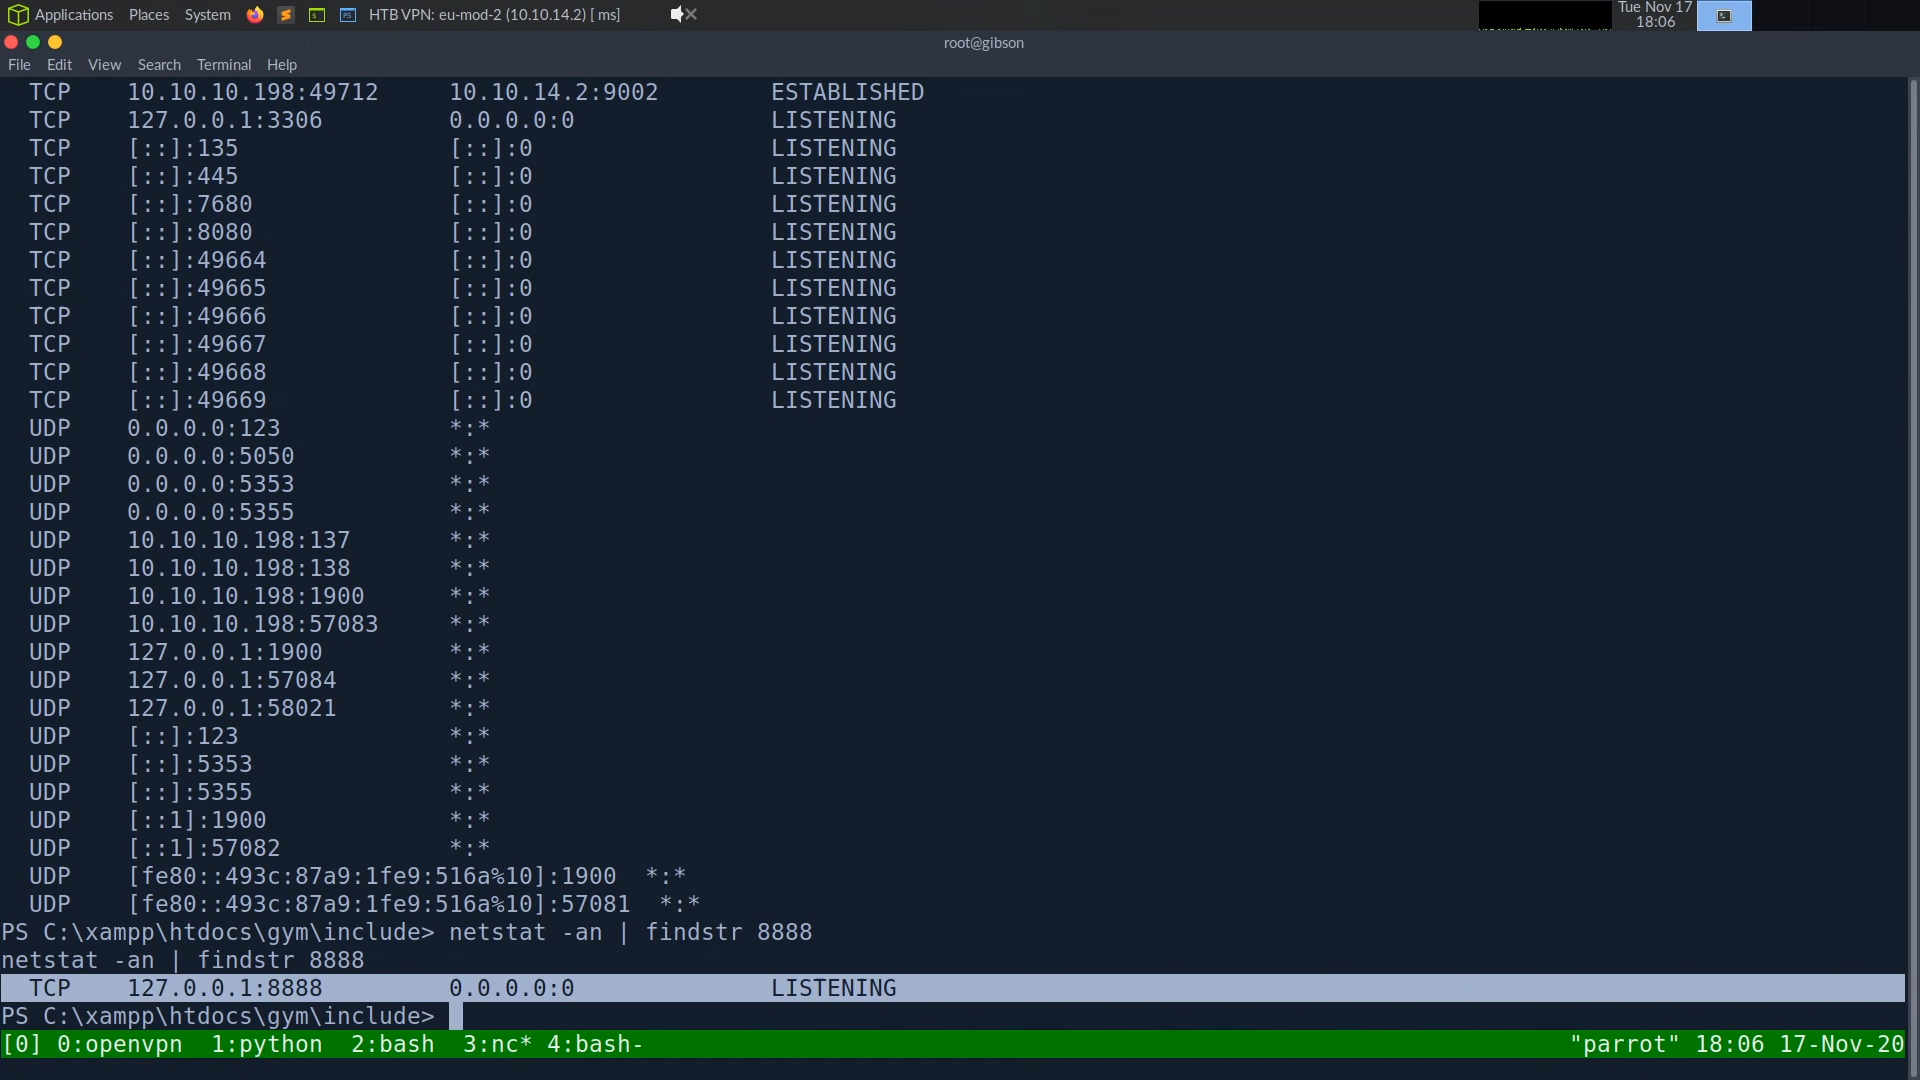 Applications Places System HTB VPN: eu-mod-2 (10.10.14.2) [ ms] Tue Nov 17
18:06
root@gibson
File Edit View Search Terminal Help
TCP 10.10.10.198:49712 10.10.14.2:9002 ESTABLISHED
TCP 127.0.0.1:3306 0.0.0.0:0 LISTENING
TCP [::]:135 [::]:0 LISTENING
TCP [::]:445 [::]:0 LISTENING
TCP [::]:7680 [::]:0 LISTENING
TCP [::]:8080 [::]:0 LISTENING
TCP [::]:49664 [::]:0 LISTENING
TCP [::]:49665 [::]:0 LISTENING
TCP [::]:49666 [::]:0 LISTENING
TCP [::]:49667 [::]:0 LISTENING
TCP [::]:49668 [::]:0 LISTENING
TCP [::]:49669 [::]:0 LISTENING
UDP 0.0.0.0:123 *:*
UDP 0.0.0.0:5050 *:*
UDP 0.0.0.0:5353 *:*
UDP 0.0.0.0:5355 *:*
UDP 10.10.10.198:137 *:*
UDP 10.10.10.198:138 *:*
UDP 10.10.10.198:1900 *:*
UDP 10.10.10.198:57083 *:*
UDP 127.0.0.1:1900 *:*
UDP 127.0.0.1:57084 *:*
UDP 127.0.0.1:58021 *:*
UDP [::]:123 *:*
UDP [::]:5353 *:*
UDP [::]:5355 *:*
UDP [::1]:1900 *:*
UDP [::1]:57082 *:*
UDP [fe80::493c:87a9:1fe9:516a%10]:1900 *:*
UDP [fe80::493c:87a9:1fe9:516a%10]:57081 *:*
PS C:\xampp\htdocs\gym\include> netstat -an | findstr 8888
netstat -an | findstr 8888
TCP 127.0.0.1:8888 0.0.0.0:0 LISTENING
PS C:\xampp\htdocs\gym\include>
[0] 0:openvpn 1:python 2:bash 3:nc* 4:bash- "parrot" 18:06 17-Nov-20